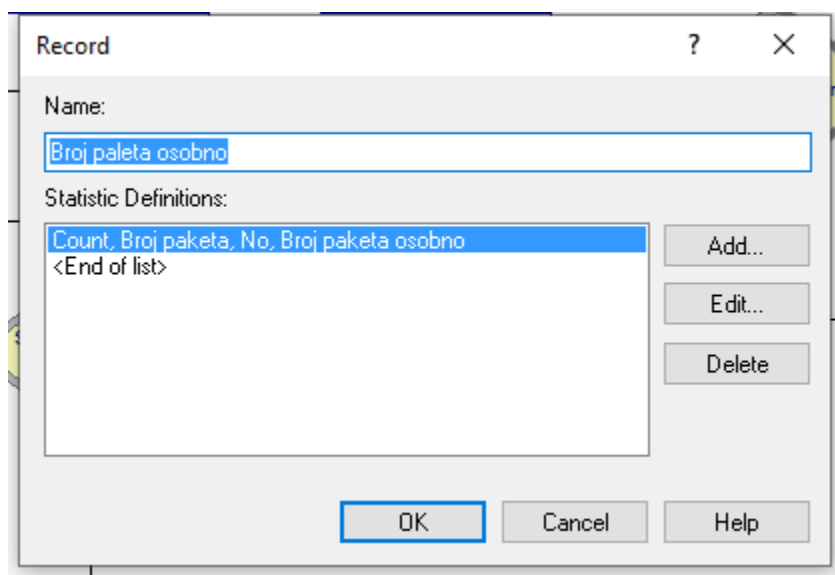 Record
?
Name:
Broj paleta osobno
Statistic Definitions:
Count, Broj paketa, No, Broj paketa osobno
<End of list>
Add...
Edit...
Delete
OK
Cancel
Help